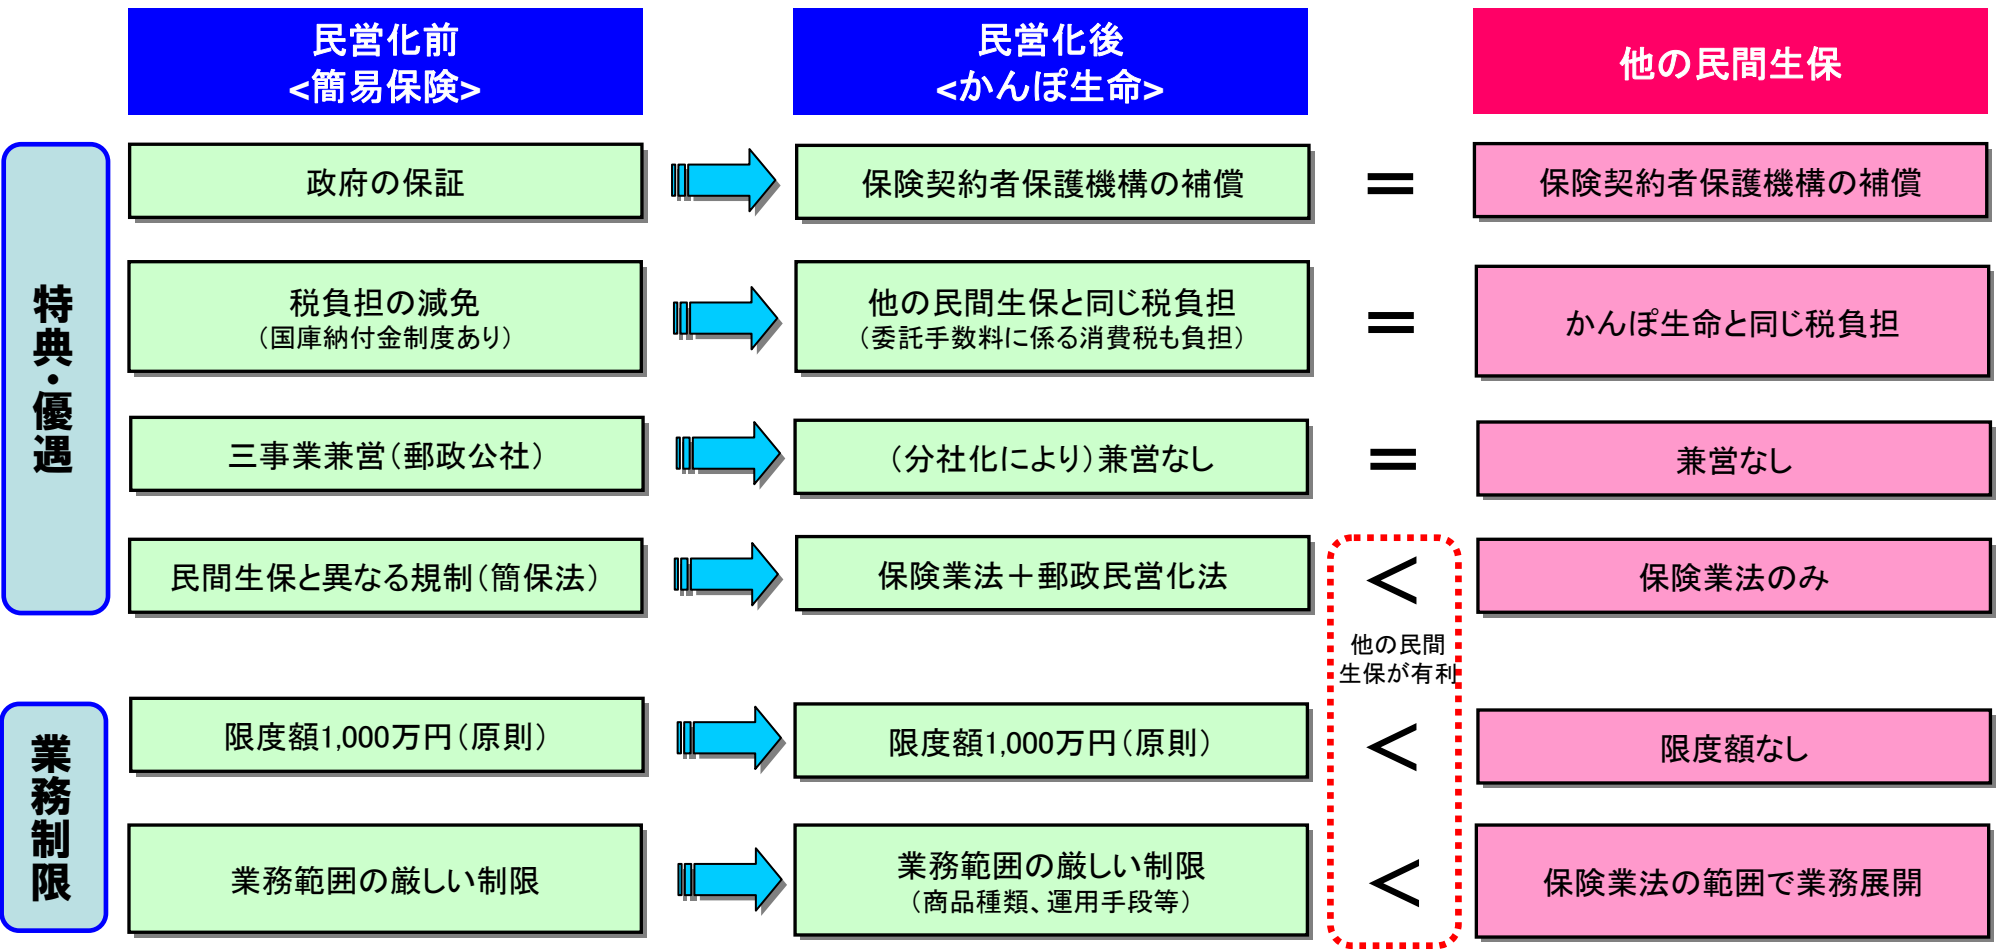 民営化前
<簡易保険>
民営化後
<かんぽ生命>
他の民間生保
特典・優遇
政府の保証
保険契約者保護機構の補償
＝
保険契約者保護機構の補償
税負担の減免
（国庫納付金制度あり）
他の民間生保と同じ税負担
（委託手数料に係る消費税も負担）
＝
かんぽ生命と同じ税負担
三事業兼営（郵政公社）
（分社化により）兼営なし
＝
兼営なし
民間生保と異なる規制（簡保法）
保険業法＋郵政民営化法
＜
保険業法のみ
他の民間
生保が有利
業務制限
限度額1,000万円（原則）
限度額1,000万円（原則）
＜
限度額なし
業務範囲の厳しい制限
業務範囲の厳しい制限
（商品種類、運用手段等）
＜
保険業法の範囲で業務展開